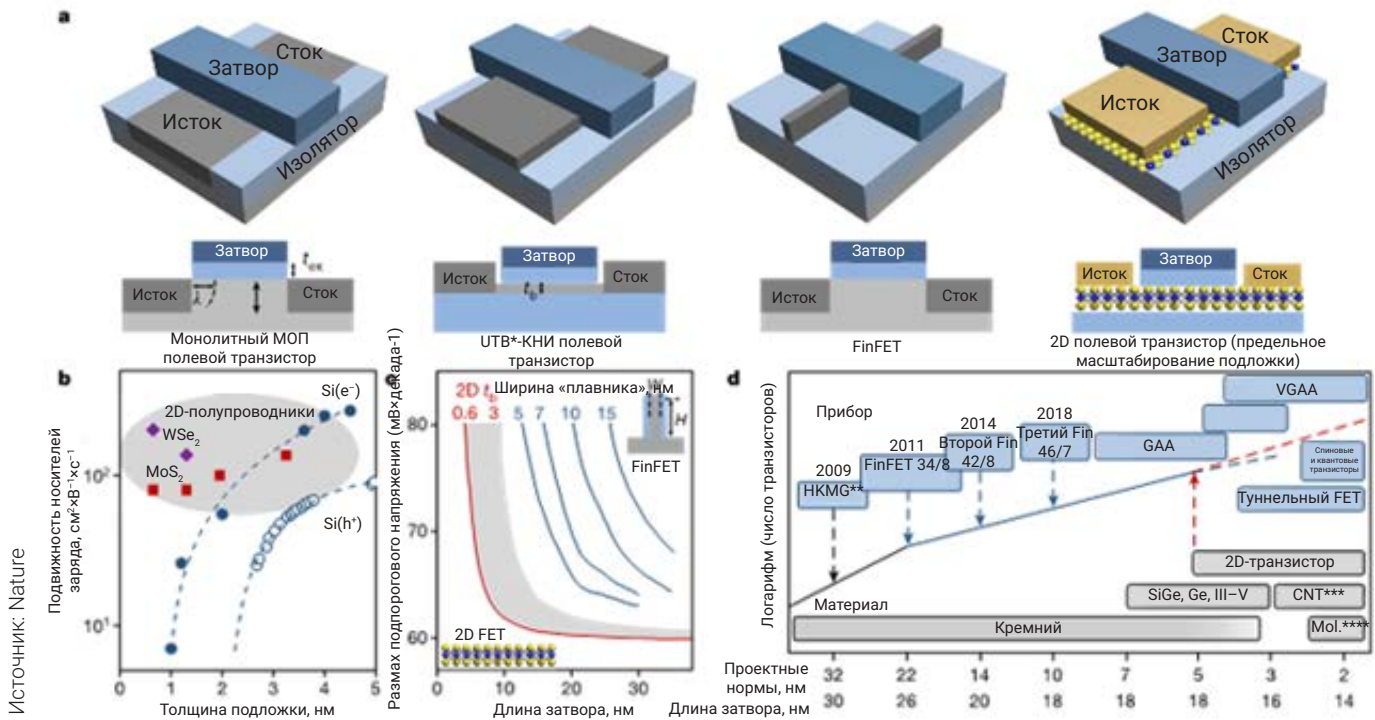 a
Сток
Затвор
Исток
Изолятор
Сток
Затвор
Исток
Изолятор
Затвор
tox
Исток
λ
Сток
Монолитный МОП
полевой транзистор
Затвор
Исток
Сток
tb
UTB*-КНИ полевой
транзистор
Затвор
Исток
Сток
FinFET
Исток
Затвор
Сток
2D полевой транзистор (предельное
масштабирование подложки)
b
Подвижность носителей
заряда, см²×В⁻¹×с⁻¹
10²
10¹
2D-полупроводники
WSe₂
MoS₂
Si(e⁻)
Si(h⁺)
0 1 2 3 4 5
Толщина подложки, нм
c
Размах подпорогового напряжения (мВ×декада-1)
80
70
60
2D tb
0.6 3
Ширина «плавника», нм
5 7 10 15
W
H
FinFET
2D FET
0 10 20 30
Длина затвора, нм
d
Логарифм (число транзисторов)
Прибор
2009
HKMG**
2011
FinFET 34/8
2014
Второй Fin
42/8
2018
Третий Fin
46/7
GAA
VGAA
Спиновые
и квантовые
транзисторы
Туннельный FET
2D-транзистор
SiGe, Ge, III–V
CNT***
Материал
Кремний
Mol.****
Проектные
нормы, нм
32 22 14 10 7 5 3 2
Длина затвора, нм
30 26 20 18 18 18 16 14
Источник: Nature